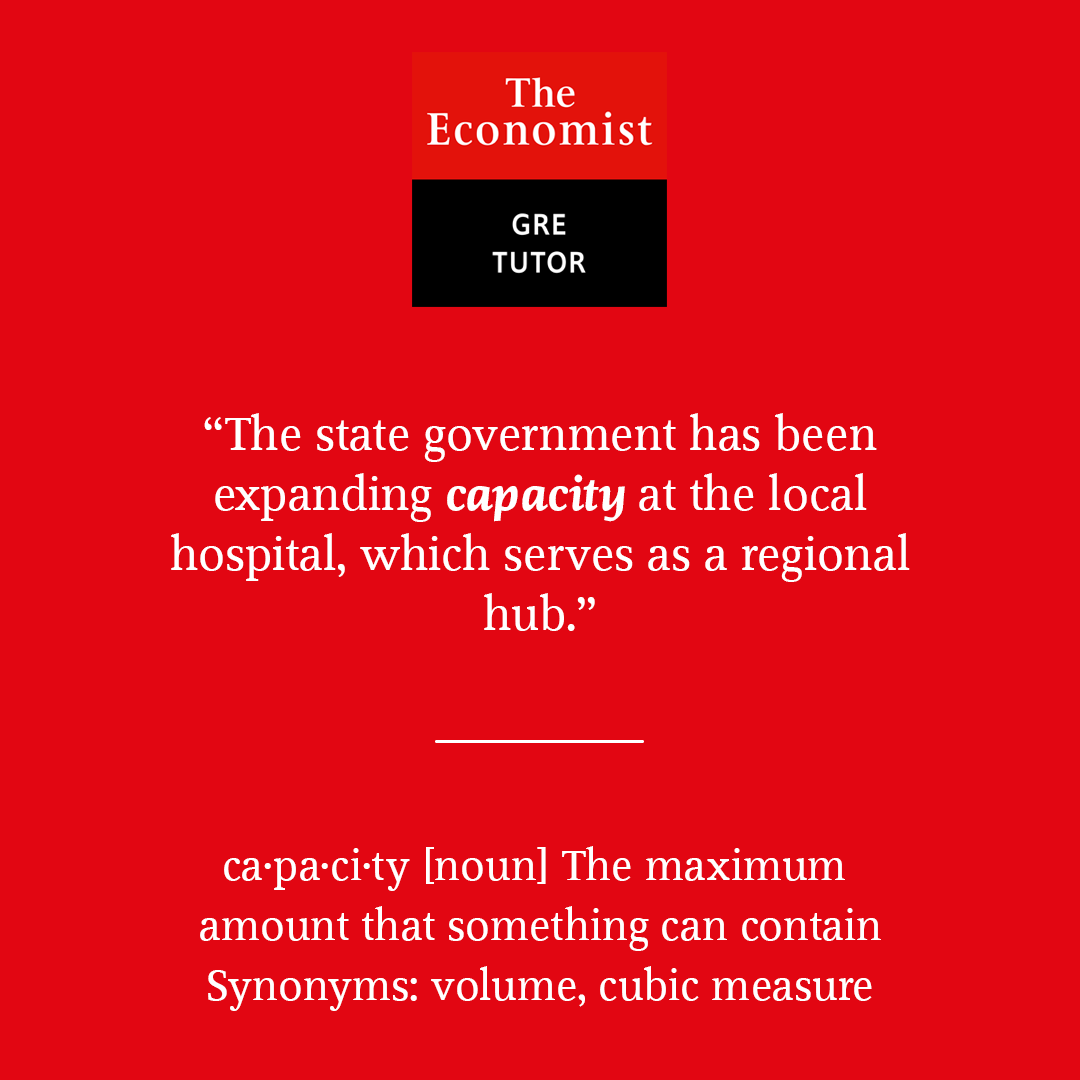 The
Economist
GRE
TUTOR
“The state government has been
expanding capacity at the local
hospital, which serves as a regional
hub.”
ca·pa·ci·ty [noun] The maximum
amount that something can contain
Synonyms: volume, cubic measure